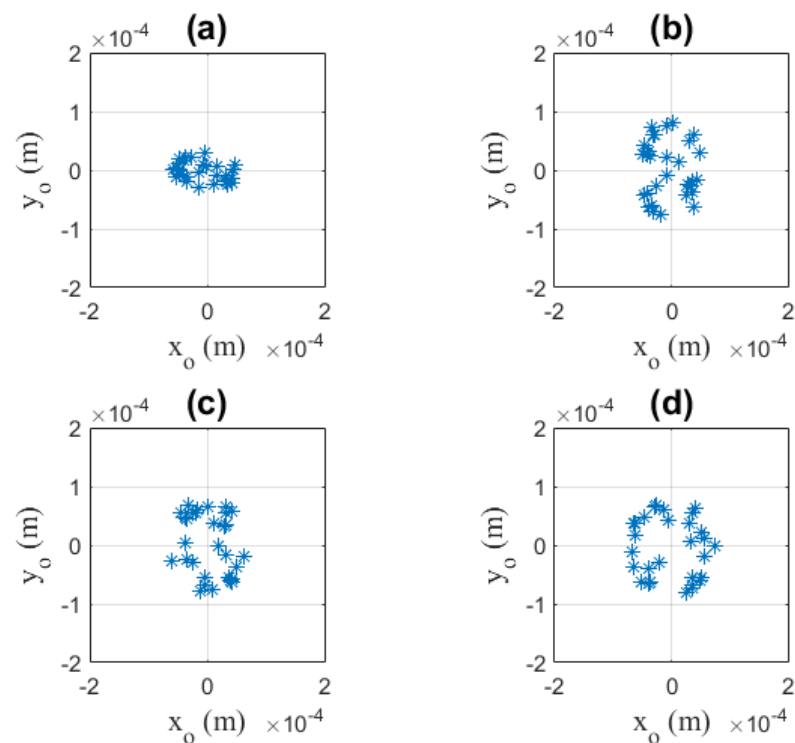 (a)
×10⁻⁴
2
1
0
-1
-2
y_o (m)
-2 0 2
x_o (m) ×10⁻⁴
(b)
×10⁻⁴
2
1
0
-1
-2
y_o (m)
-2 0 2
x_o (m) ×10⁻⁴
(c)
×10⁻⁴
2
1
0
-1
-2
y_o (m)
-2 0 2
x_o (m) ×10⁻⁴
(d)
×10⁻⁴
2
1
0
-1
-2
y_o (m)
-2 0 2
x_o (m) ×10⁻⁴